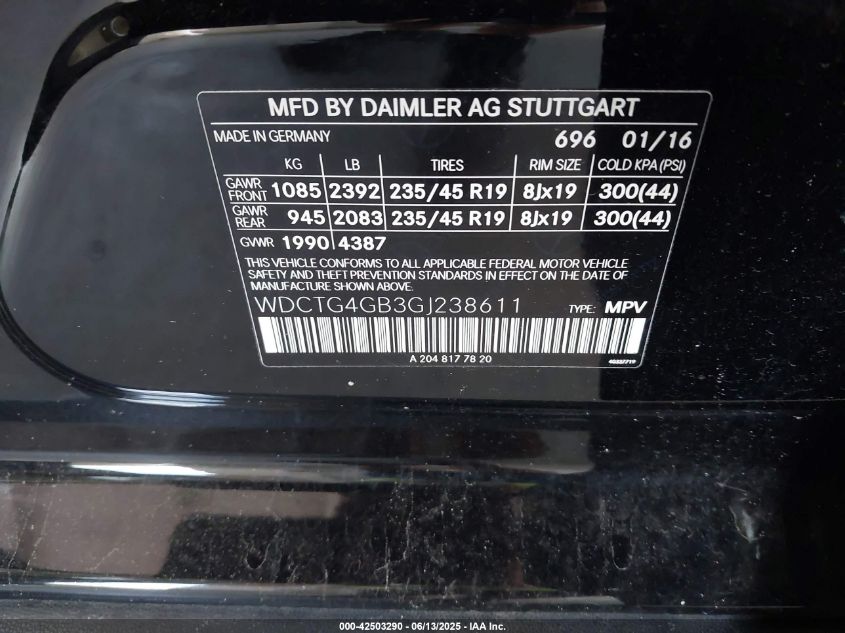 MFD BY DAIMLER AG STUTTGART
MADE IN GERMANY 696 01/16
KG LB TIRES RIM SIZE COLD KPA (PSI)
GAWR FRONT 1085 2392 235/45 R19 8Jx19 300(44)
GAWR REAR 945 2083 235/45 R19 8Jx19 300(44)
GVWR 1990 4387
THIS VEHICLE CONFORMS TO ALL APPLICABLE FEDERAL MOTOR VEHICLE
SAFETY AND THEFT PREVENTION STANDARDS IN EFFECT ON THE DATE OF
MANUFACTURE SHOWN ABOVE.
WDCTG4GB3GJ238611 TYPE: MPV
A 204 817 78 20
000-42503290 - 06/13/2025 - IAA Inc.